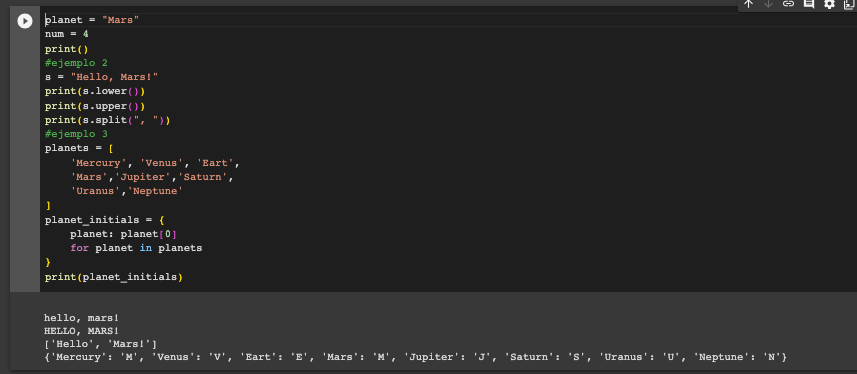 planet = "Mars"
num = 4
print()
#ejemplo 2
s = "Hello, Mars!"
print(s.lower())
print(s.upper())
print(s.split(", "))
#ejemplo 3
planets = [
    'Mercury', 'Venus', 'Eart',
    'Mars','Jupiter','Saturn',
    'Uranus','Neptune'
]
planet_initials = {
    planet: planet[0]
    for planet in planets
}
print(planet_initials)
hello, mars!
HELLO, MARS!
['Hello', 'Mars!']
{'Mercury': 'M', 'Venus': 'V', 'Eart': 'E', 'Mars': 'M', 'Jupiter': 'J', 'Saturn': 'S', 'Uranus': 'U', 'Neptune': 'N'}